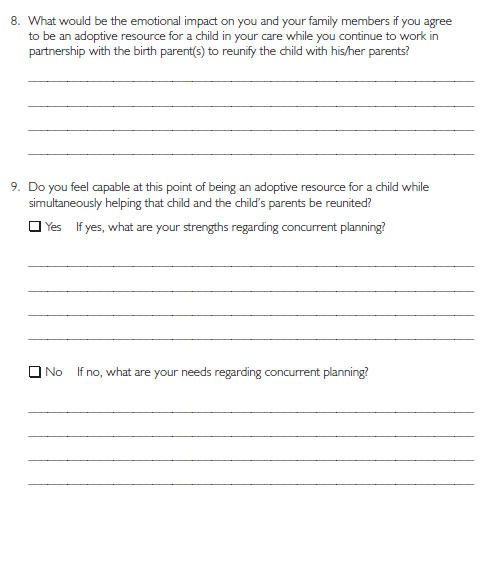 8. What would be the emotional impact on you and your family members if you agree
to be an adoptive resource for a child in your care while you continue to work in
partnership with the birth parent(s) to reunify the child with his/her parents?
9. Do you feel capable at this point of being an adoptive resource for a child while
simultaneously helping that child and the child's parents be reunited?
Yes If yes, what are your strengths regarding concurrent planning?
No If no, what are your needs regarding concurrent planning?